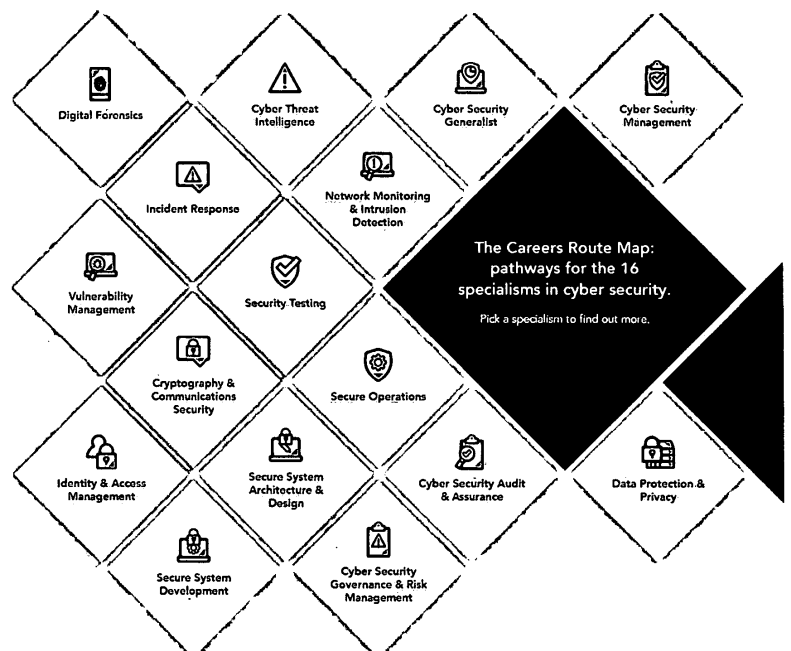 Digital Forensics
Cyber Threat
Intelligence
Cyber Security
Generalist
Cyber Security
Management
Incident Response
Network Monitoring
& Intrusion
Detection
The Careers Route Map:
pathways for the 16
specialisms in cyber security.
Pick a specialism to find out more.
Vulnerability
Management
Security Testing
Cryptography &
Communications
Security
Secure Operations
Identity & Access
Management
Secure System
Architecture &
Design
Cyber Security Audit
& Assurance
Data Protection &
Privacy
Secure System
Development
Cyber Security
Governance & Risk
Management